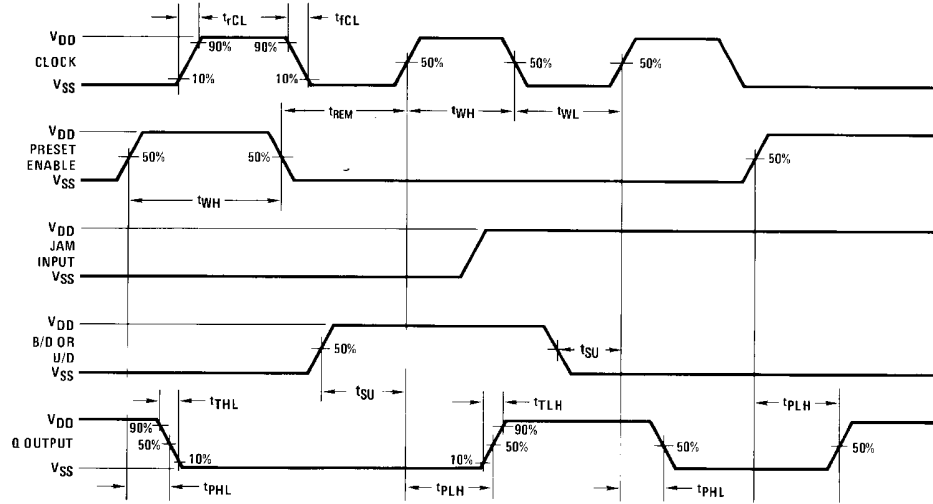 trCL tfCL
VDD
90% 90%
CLOCK 50% 50% 50%
10% 10%
VSS
tREM tWH tWL
VDD
PRESET
ENABLE 50% 50% 50%
VSS
tWH
VDD
JAM
INPUT
VSS
VDD
B/D OR
U/D 50% tSU
VSS
tTHL tSU tTLH tPLH
VDD
90% 90%
Q OUTPUT 50% 50% 50% 50%
10% 10%
VSS
tPHL tPLH tPHL